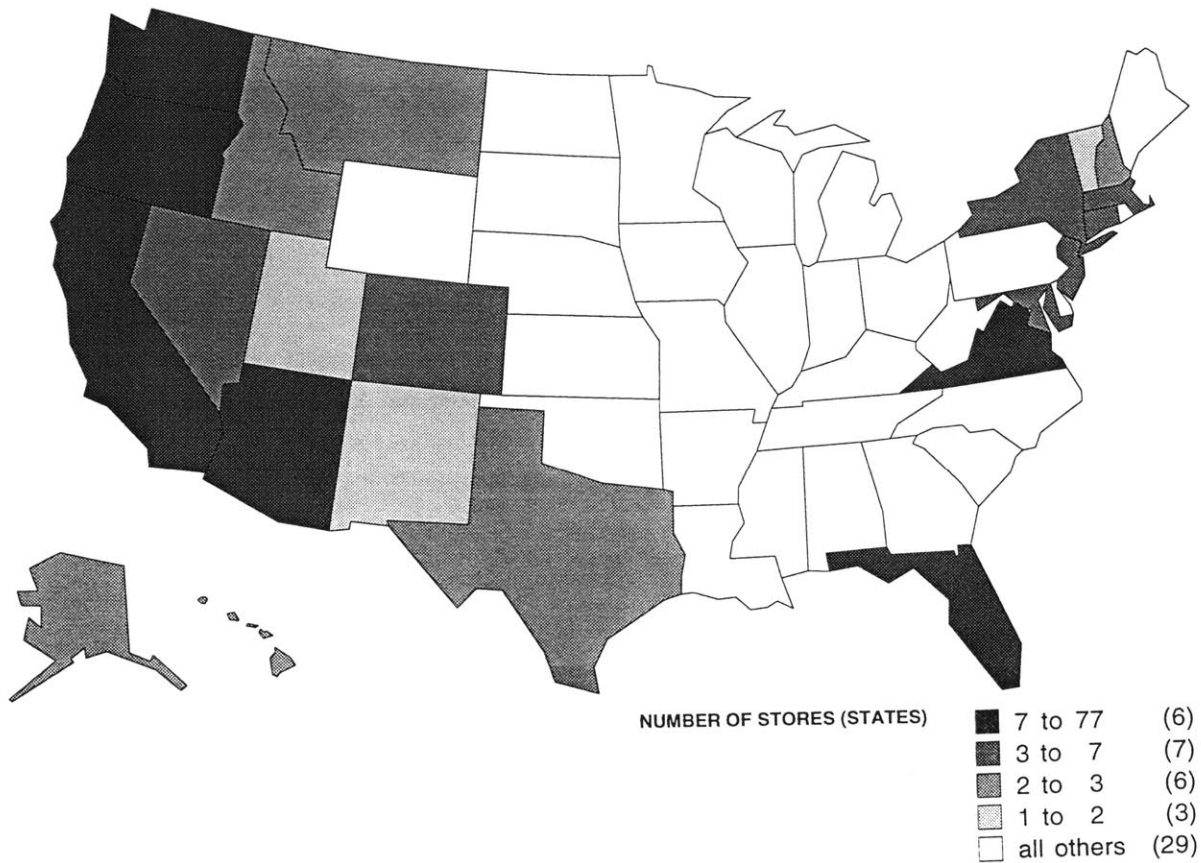 NUMBER OF STORES (STATES)
7 to 77 (6)
3 to 7 (7)
2 to 3 (6)
1 to 2 (3)
all others (29)